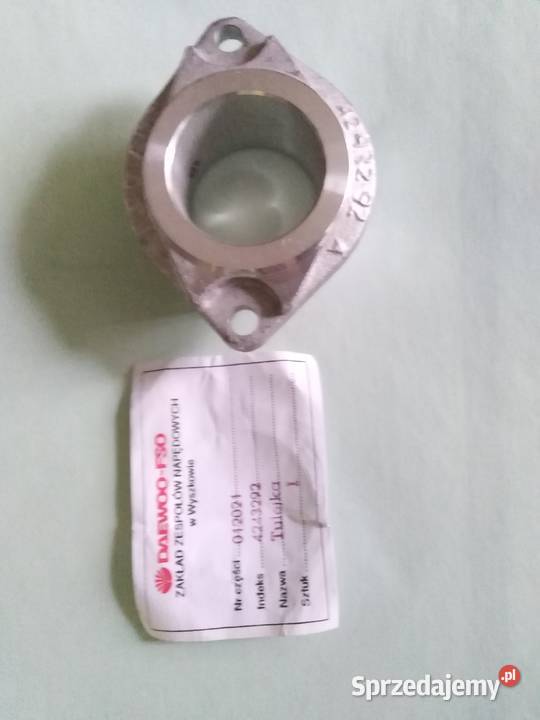 4243292 A
DAEWOO-FSO
ZAKŁAD ZESPOŁÓW NAPĘDOWYCH
w Wyszkowie
Nr części ...012021...
Indeks ...4243292...
Nazwa ...Tulejka...
Sztuk ...1...
Sprzedajemy.pl